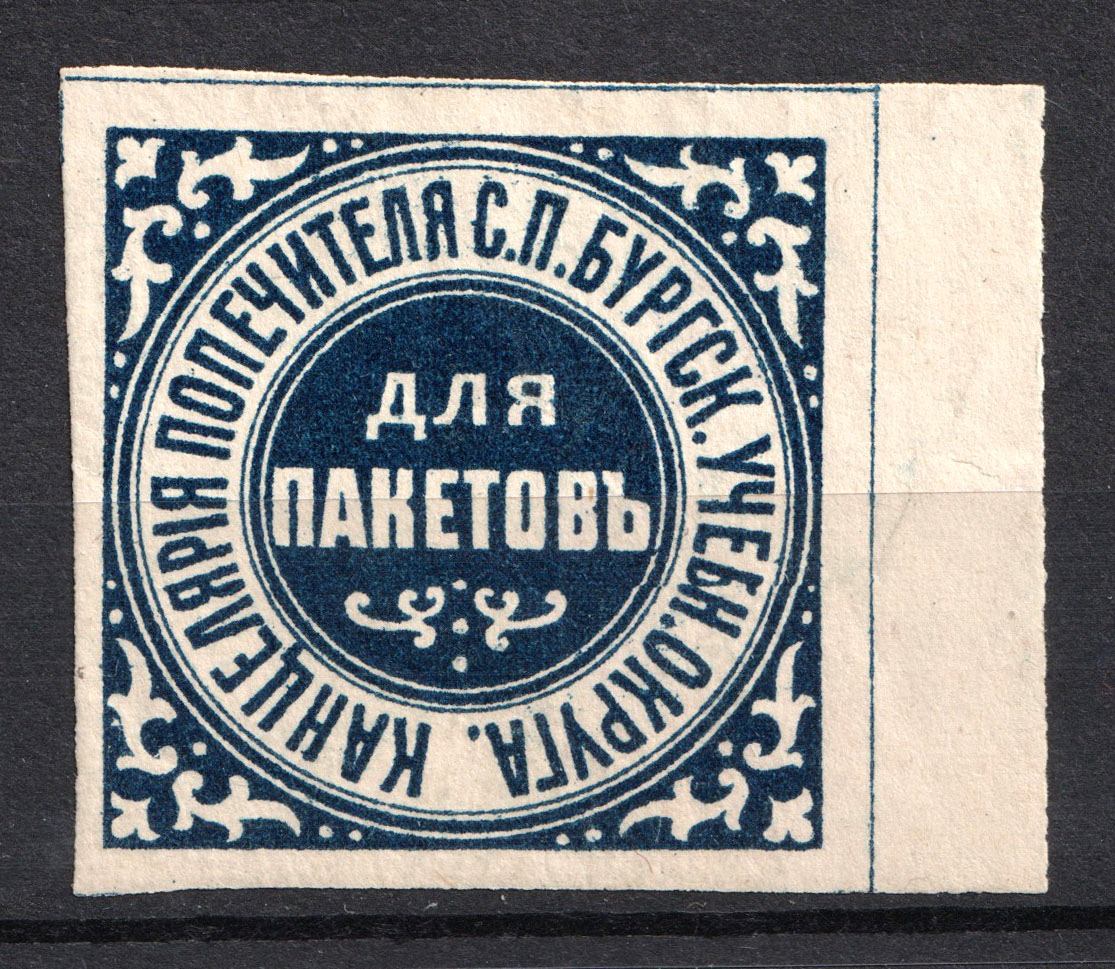 КАНЦЕЛЯРІЯ ПОПЕЧИТЕЛЯ С.П.БУРГСК. УЧЕБН. ОКРУГА.
ДЛЯ
ПАКЕТОВЪ